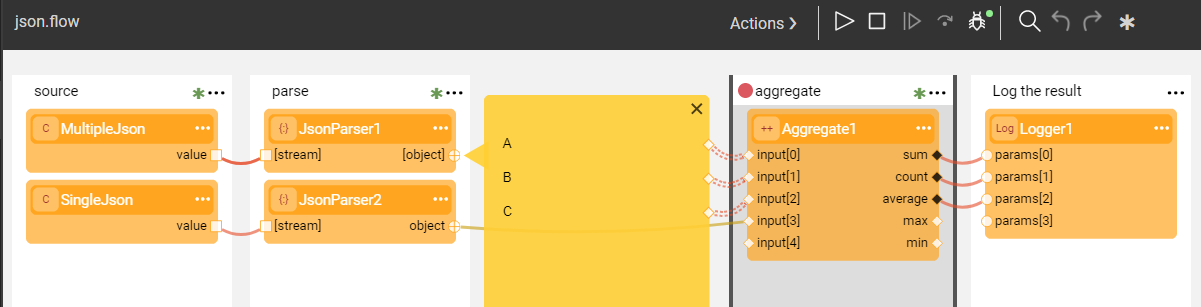 json.flow
Actions
source
parse
aggregate
Log the result
C MultipleJson
value
C SingleJson
value
{:} JsonParser1
[stream] [object]
{:} JsonParser2
[stream] object
A
B
C
++ Aggregate1
input[0] sum
input[1] count
input[2] average
input[3] max
input[4] min
Log Logger1
params[0]
params[1]
params[2]
params[3]